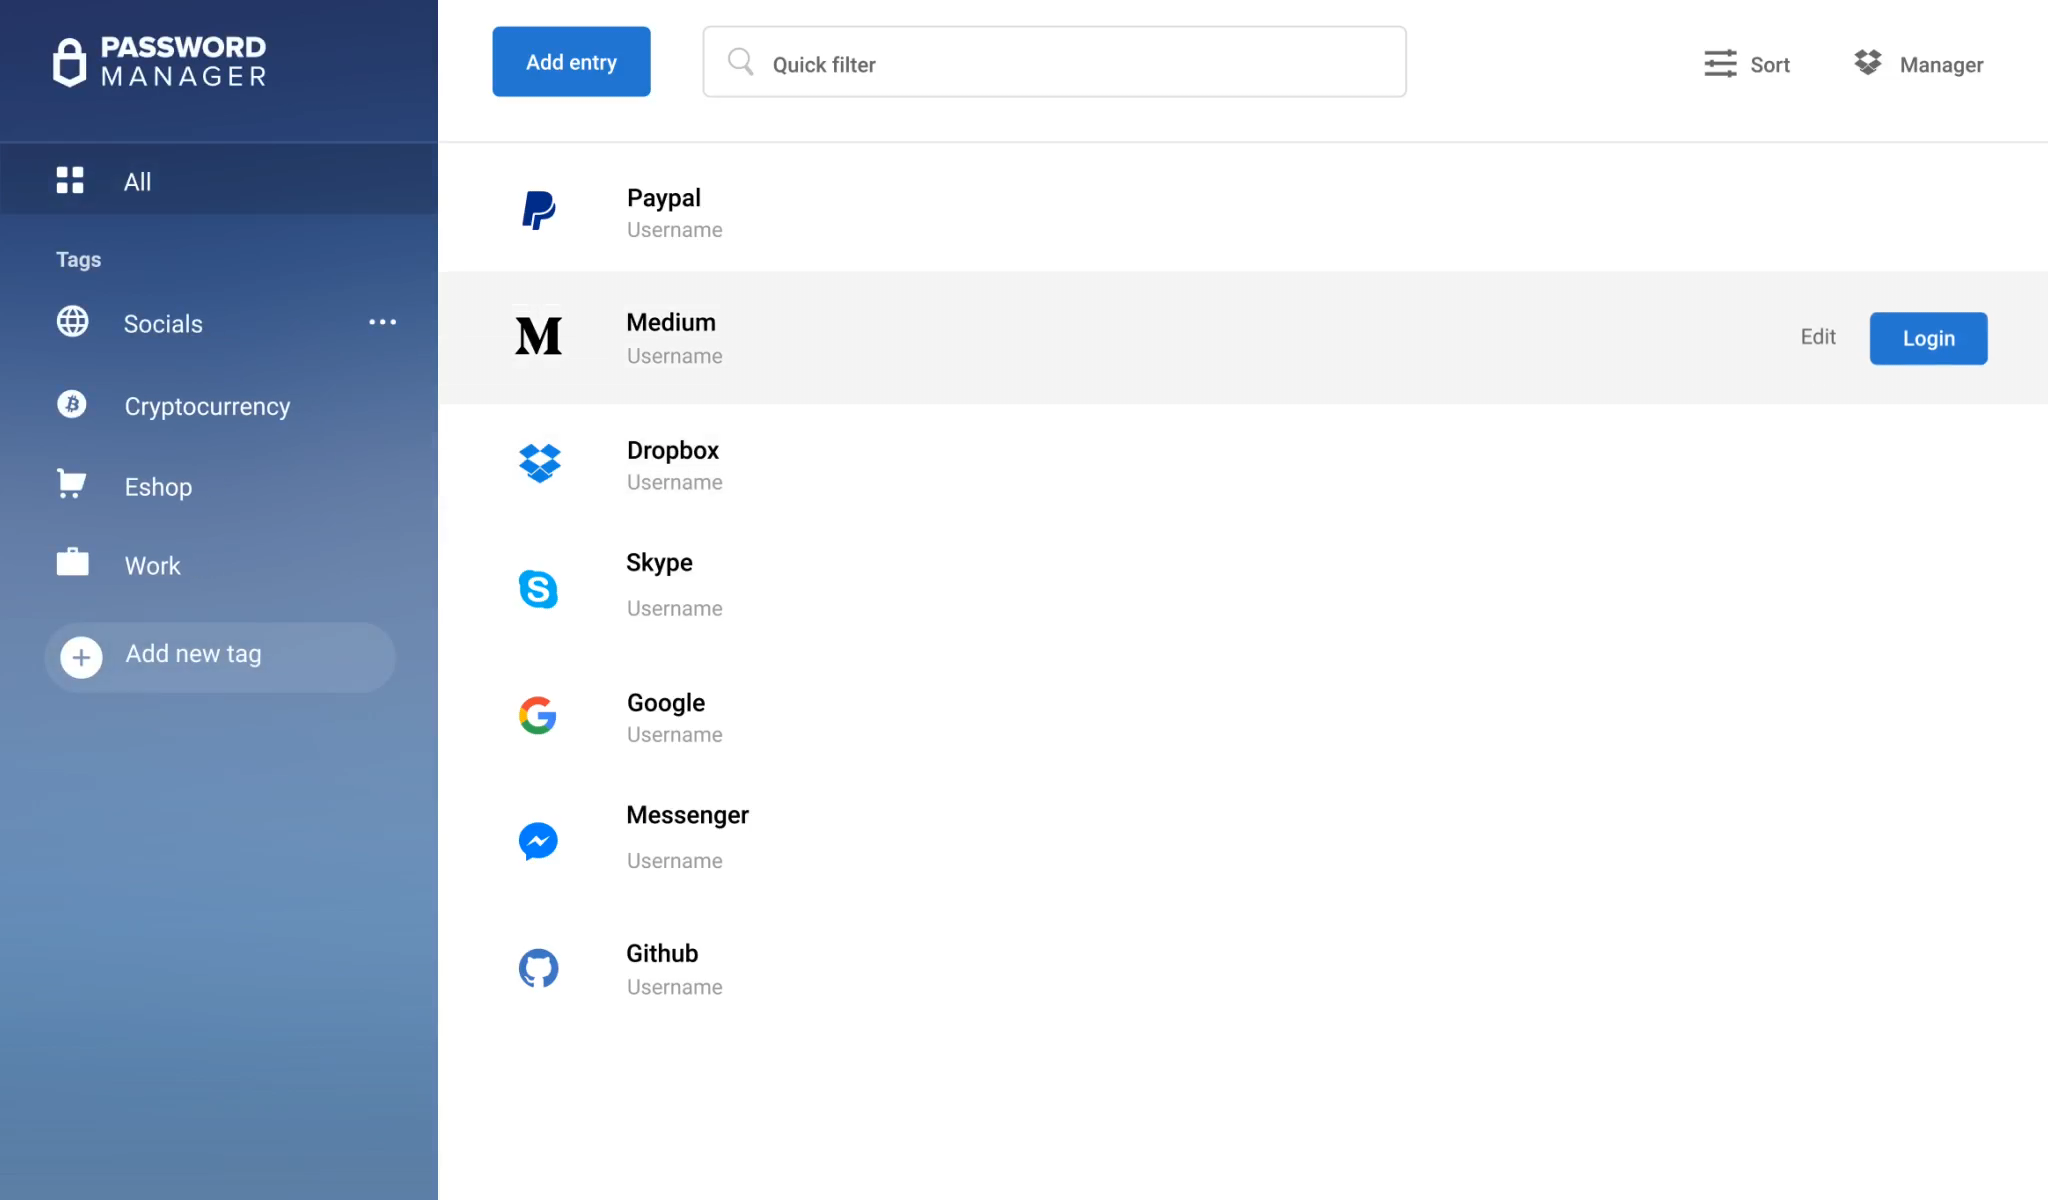 PASSWORD
MANAGER
All
Tags
Socials
Cryptocurrency
Eshop
Work
Add new tag
Add entry
Quick filter
Sort
Manager
Paypal
Username
Medium
Username
Edit
Login
Dropbox
Username
Skype
Username
Google
Username
Messenger
Username
Github
Username